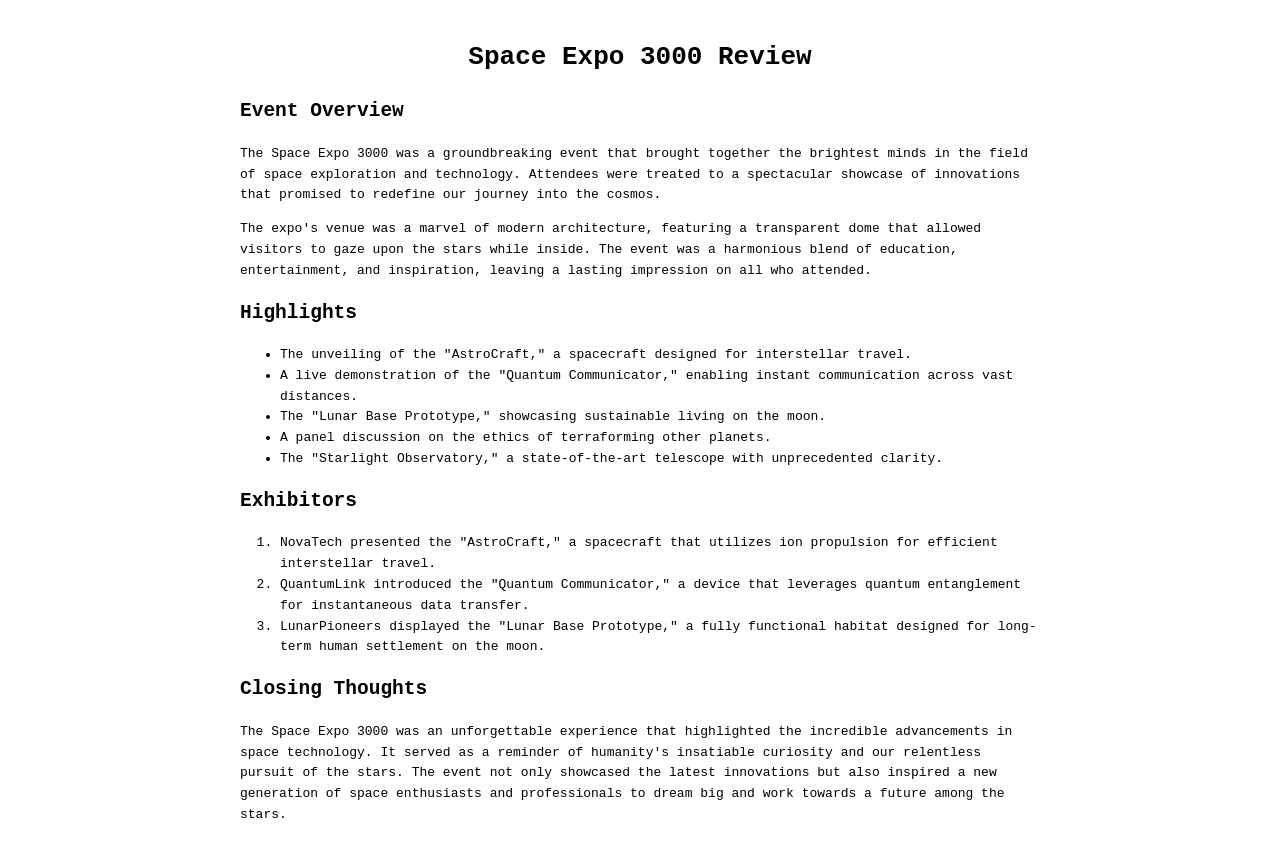 Space Expo 3000 Review
Event Overview
The Space Expo 3000 was a groundbreaking event that brought together the brightest minds in the field
of space exploration and technology. Attendees were treated to a spectacular showcase of innovations
that promised to redefine our journey into the cosmos.
The expo's venue was a marvel of modern architecture, featuring a transparent dome that allowed
visitors to gaze upon the stars while inside. The event was a harmonious blend of education,
entertainment, and inspiration, leaving a lasting impression on all who attended.
Highlights
• The unveiling of the "AstroCraft," a spacecraft designed for interstellar travel.
• A live demonstration of the "Quantum Communicator," enabling instant communication across vast
distances.
• The "Lunar Base Prototype," showcasing sustainable living on the moon.
• A panel discussion on the ethics of terraforming other planets.
• The "Starlight Observatory," a state-of-the-art telescope with unprecedented clarity.
Exhibitors
1. NovaTech presented the "AstroCraft," a spacecraft that utilizes ion propulsion for efficient
interstellar travel.
2. QuantumLink introduced the "Quantum Communicator," a device that leverages quantum entanglement
for instantaneous data transfer.
3. LunarPioneers displayed the "Lunar Base Prototype," a fully functional habitat designed for long-
term human settlement on the moon.
Closing Thoughts
The Space Expo 3000 was an unforgettable experience that highlighted the incredible advancements in
space technology. It served as a reminder of humanity's insatiable curiosity and our relentless
pursuit of the stars. The event not only showcased the latest innovations but also inspired a new
generation of space enthusiasts and professionals to dream big and work towards a future among the
stars.